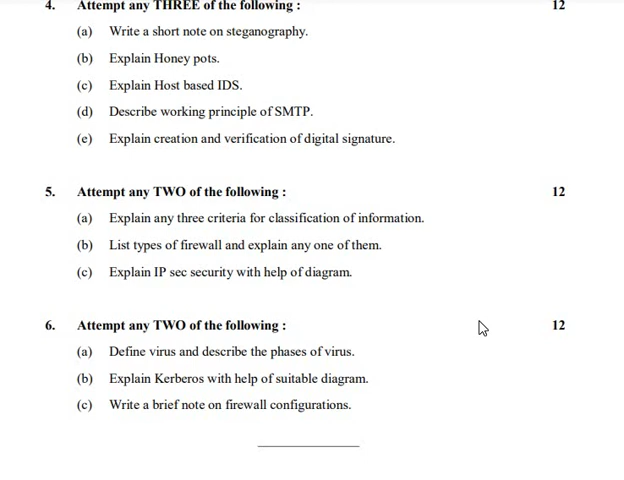 4. Attempt any THREE of the following : 12
(a) Write a short note on steganography.
(b) Explain Honey pots.
(c) Explain Host based IDS.
(d) Describe working principle of SMTP.
(e) Explain creation and verification of digital signature.
5. Attempt any TWO of the following : 12
(a) Explain any three criteria for classification of information.
(b) List types of firewall and explain any one of them.
(c) Explain IP sec security with help of diagram.
6. Attempt any TWO of the following : 12
(a) Define virus and describe the phases of virus.
(b) Explain Kerberos with help of suitable diagram.
(c) Write a brief note on firewall configurations.